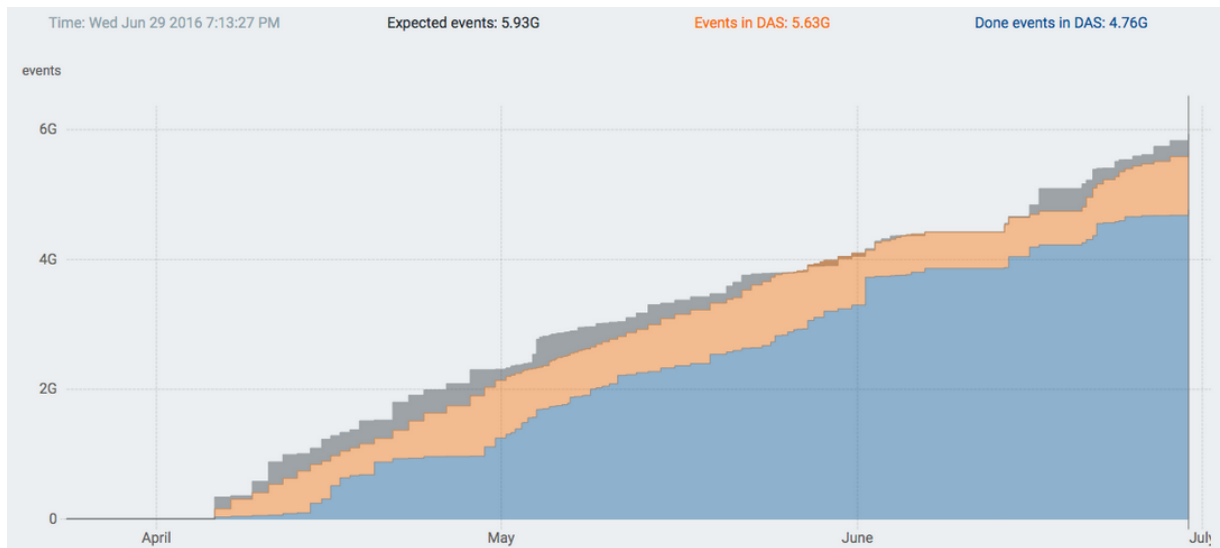 Time: Wed Jun 29 2016 7:13:27 PM Expected events: 5.93G Events in DAS: 5.63G Done events in DAS: 4.76G
events
6G
4G
2G
0
April May June July